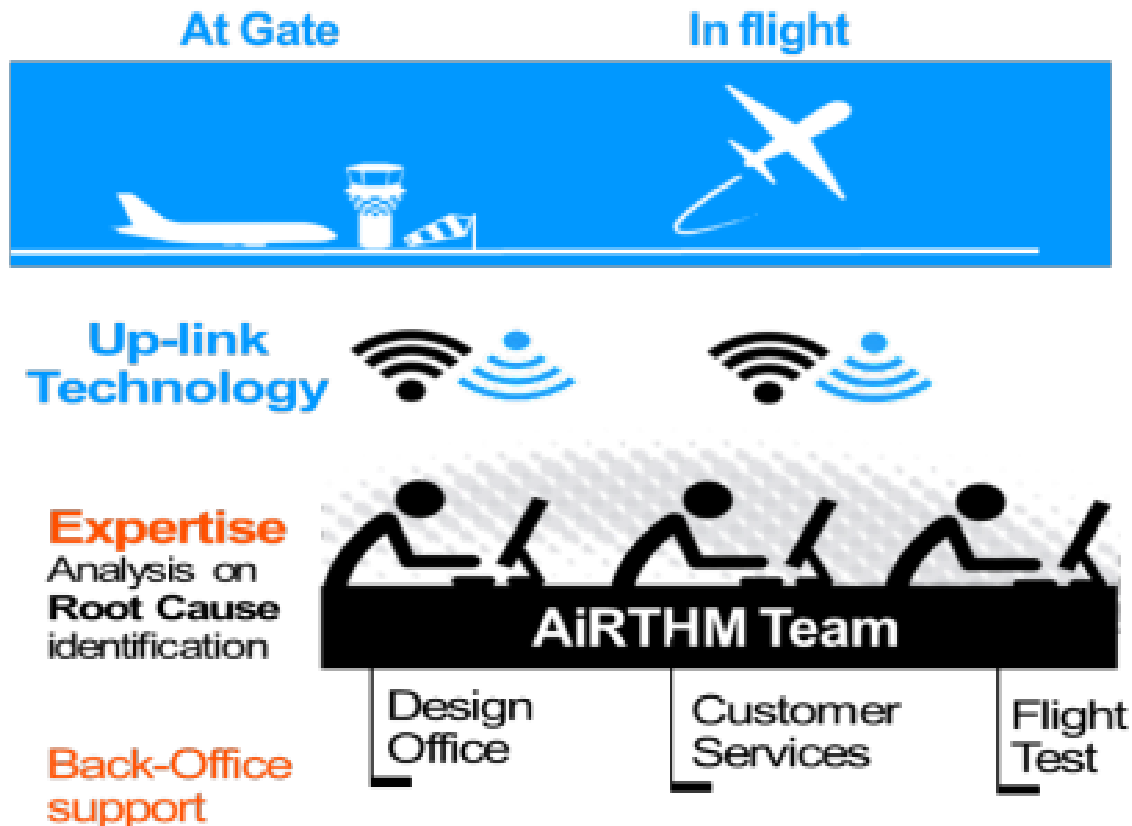 At Gate
In flight
Up-link
Technology
Expertise
Analysis on
Root Cause
identification
AiRTHM Team
Design
Office
Customer
Services
Flight
Test
Back-Office
support